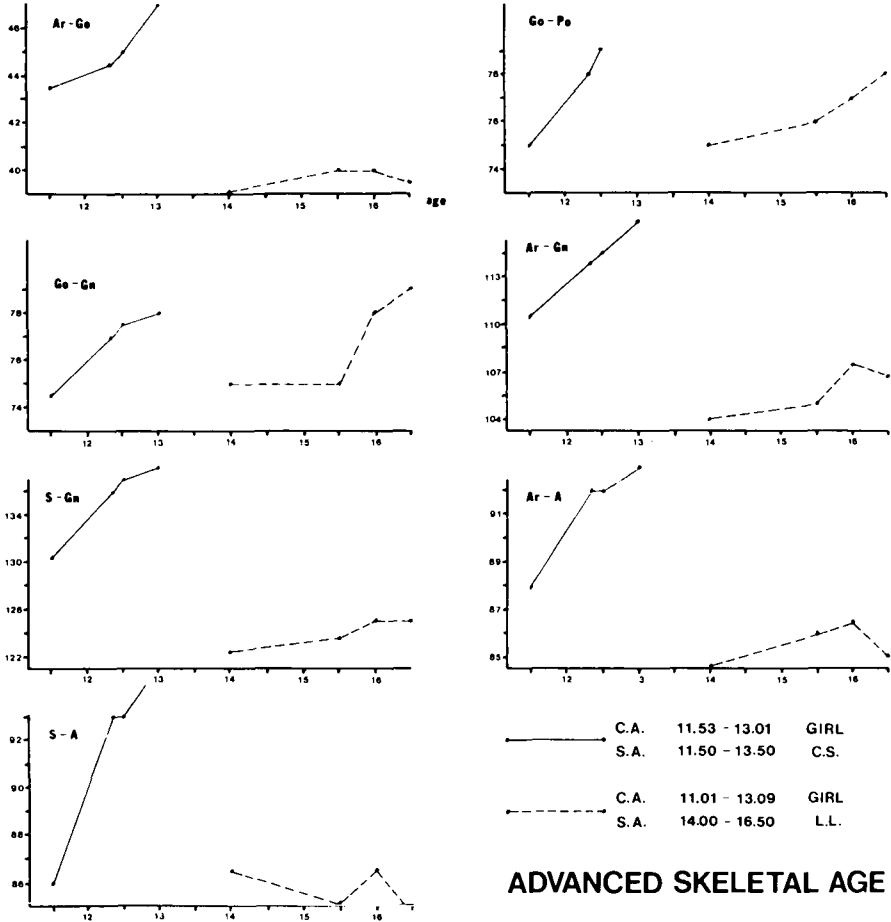 Ar-Go
46
44
42
40
12 13 14 15 16
age
Go-Po
78
76
74
12 13 14 15 16
Go-Gn
78
76
74
12 13 14 15 16
Ar-Gn
113
110
107
104
12 13 14 15 16
S-Gn
134
130
126
122
12 13 14 15 16
Ar-A
91
89
87
85
12 3 14 15 16
S-A
92
90
88
86
12 13 14 15 16
C.A. 11.53 - 13.01 GIRL
S.A. 11.50 - 13.50 C.S.
C.A. 11.01 - 13.09 GIRL
S.A. 14.00 - 16.50 L.L.
ADVANCED SKELETAL AGE